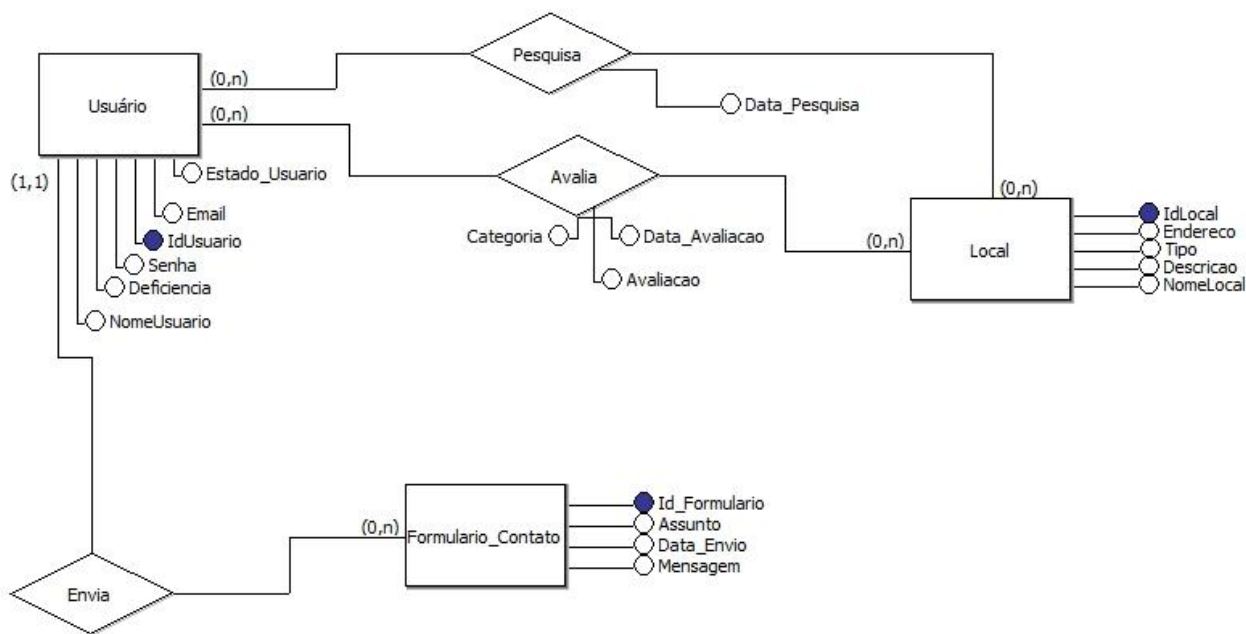 Pesquisa
(0,n)
Usuário
Data_Pesquisa
(0,n)
Estado_Usuario
Avalia
(1,1)
(0,n)
Email
IdLocal
Categoria
Data_Avaliacao
Endereco
IdUsuario
(0,n)
Local
Tipo
Senha
Descricao
Deficiencia
Avaliacao
NomeLocal
NomeUsuario
Id_Formulario
(0,n)
Assunto
Formulario_Contato
Data_Envio
Mensagem
Envia